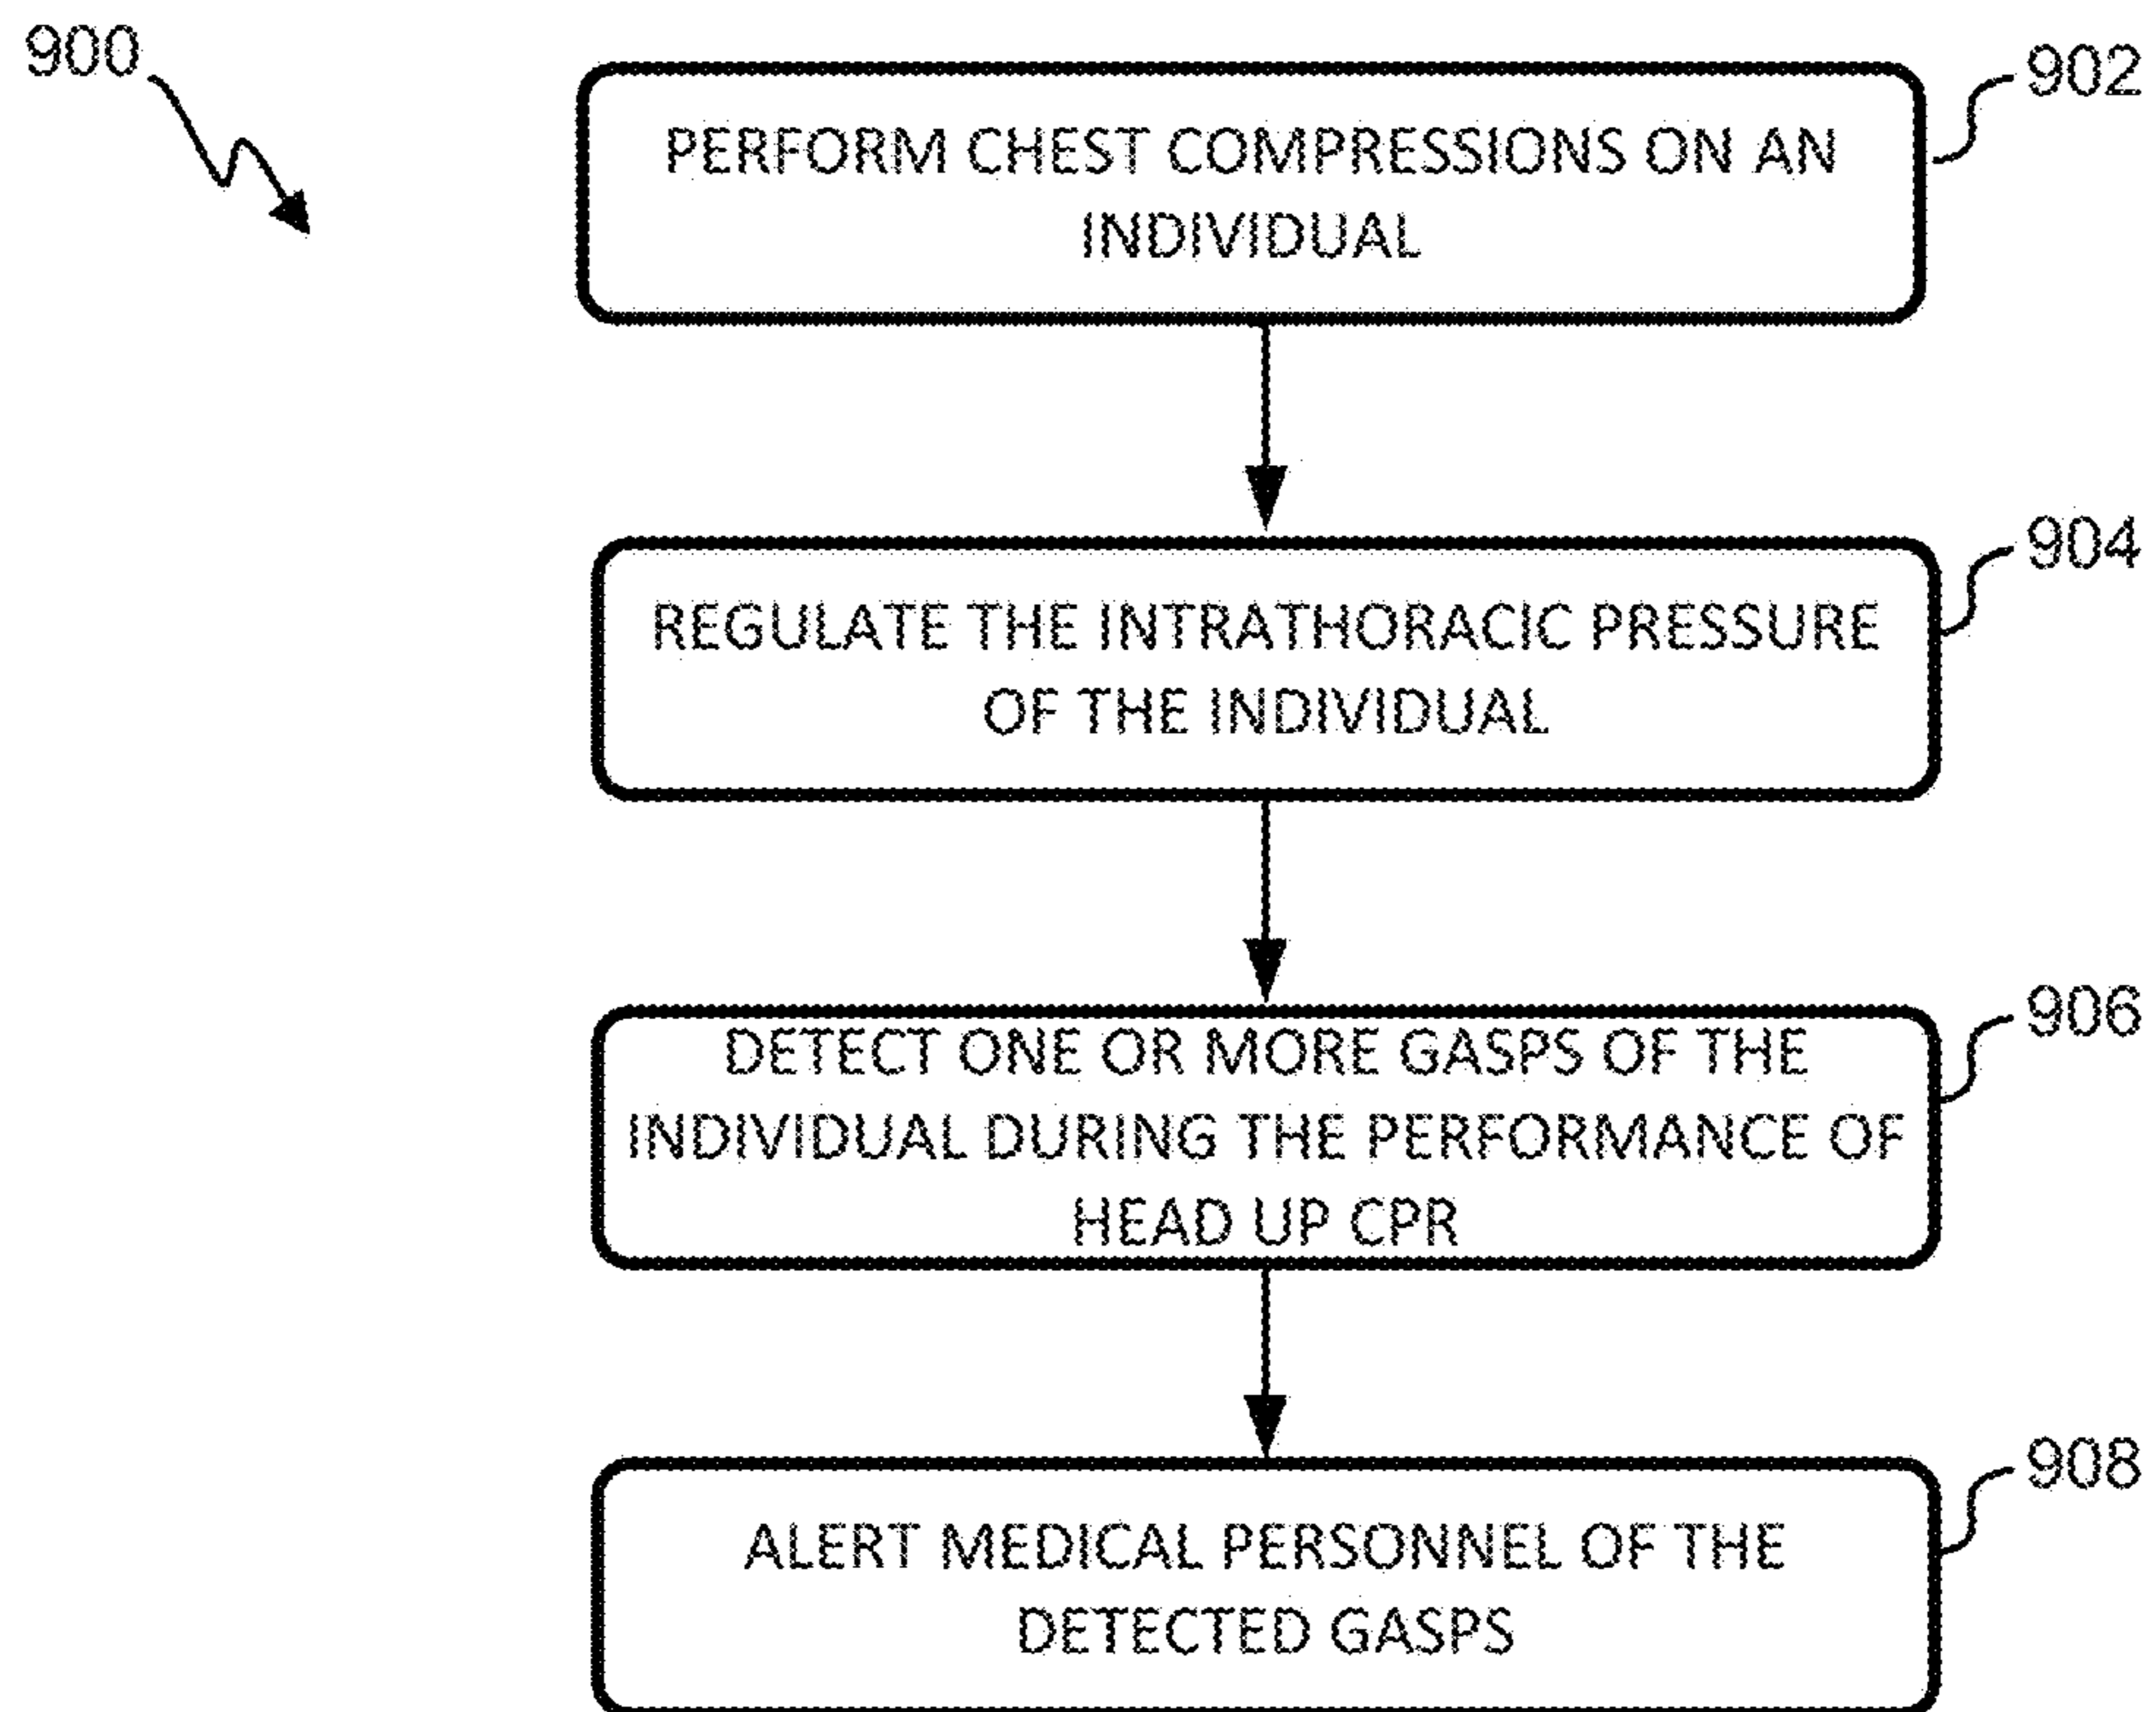 900
902
PERFORM CHEST COMPRESSIONS ON AN
INDIVIDUAL
904
REGULATE THE INTRATHORACIC PRESSURE
OF THE INDIVIDUAL
906
DETECT ONE OR MORE GASPS OF THE
INDIVIDUAL DURING THE PERFORMANCE OF
HEAD UP CPR
908
ALERT MEDICAL PERSONNEL OF THE
DETECTED GASPS